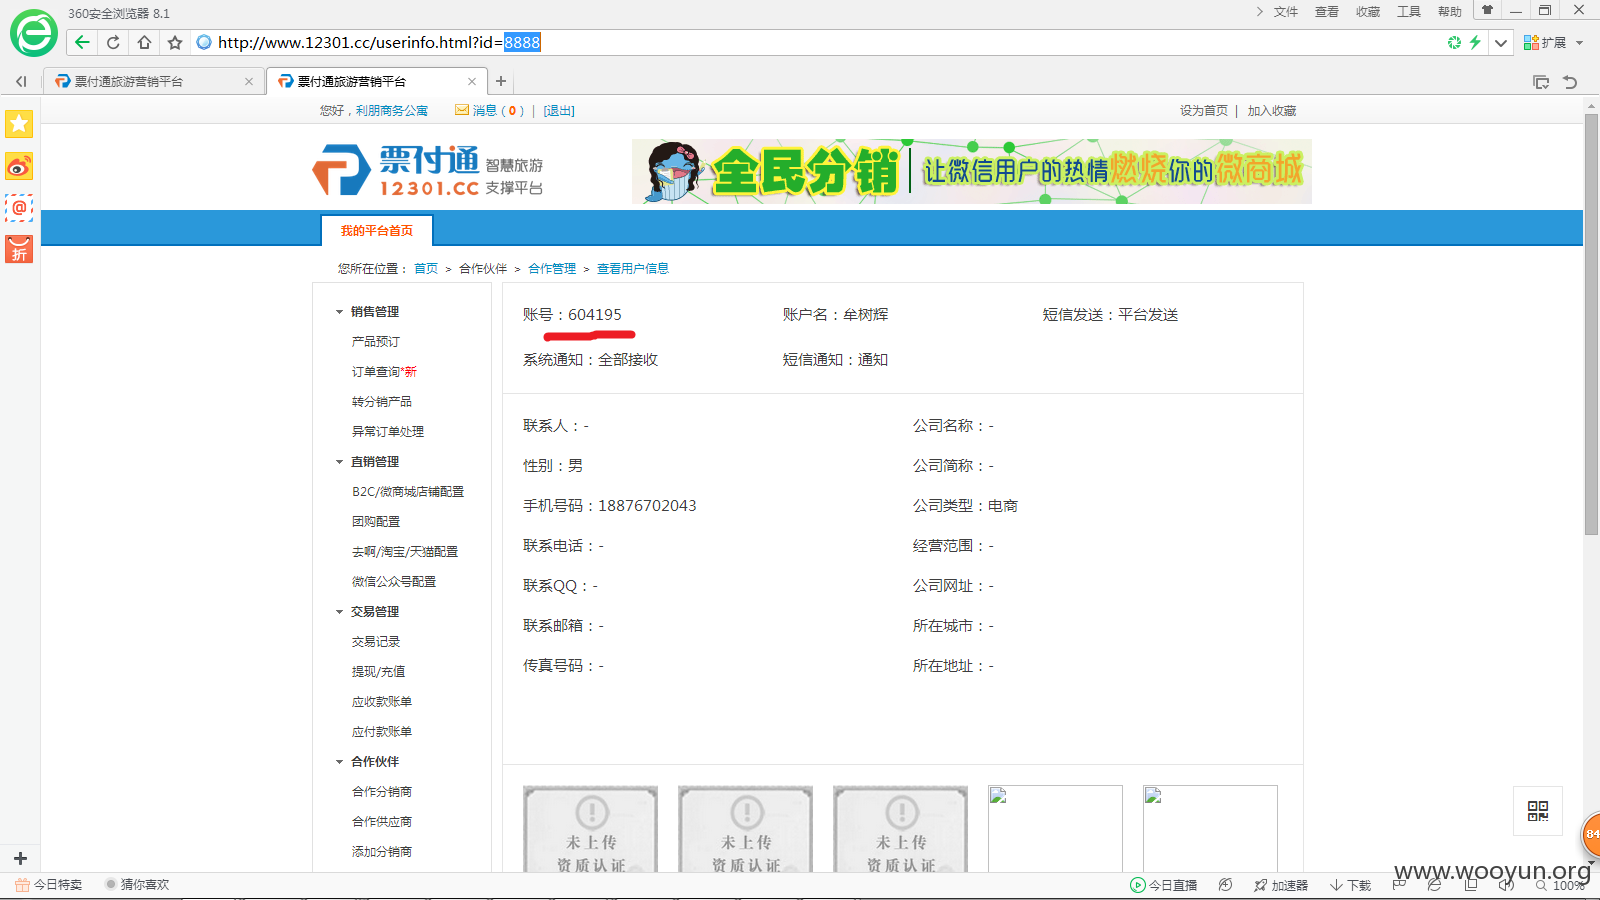 360安全浏览器 8.1
文件 查看 收藏 工具 帮助
http://www.12301.cc/userinfo.html?id=8888
扩展
票付通旅游营销平台
票付通旅游营销平台
您好，利朋商务公寓 消息（0）| [退出]
设为首页 | 加入收藏
折
票付通
12301.CC
智慧旅游
支撑平台
全民分销
让微信用户的热情燃烧你的微商城
我的平台首页
您所在位置： 首页 > 合作伙伴 > 合作管理 > 查看用户信息
销售管理
产品预订
订单查询*新
转分销产品
异常订单处理
直销管理
B2C/微商城店铺配置
团购配置
去啊/淘宝/天猫配置
微信公众号配置
交易管理
交易记录
提现/充值
应收款账单
应付款账单
合作伙伴
合作分销商
合作供应商
添加分销商
账号：604195
账户名：牟树辉
短信发送：平台发送
系统通知：全部接收
短信通知：通知
联系人：-
公司名称：-
性别：男
公司简称：-
手机号码：18876702043
公司类型：电商
联系电话：-
经营范围：-
联系QQ：-
公司网址：-
联系邮箱：-
所在城市：-
传真号码：-
所在地址：-
未上传
资质认证
未上传
资质认证
未上传
资质认证
84
www.wooyun.org
今日特卖
猜你喜欢
今日直播
加速器
下载
100%